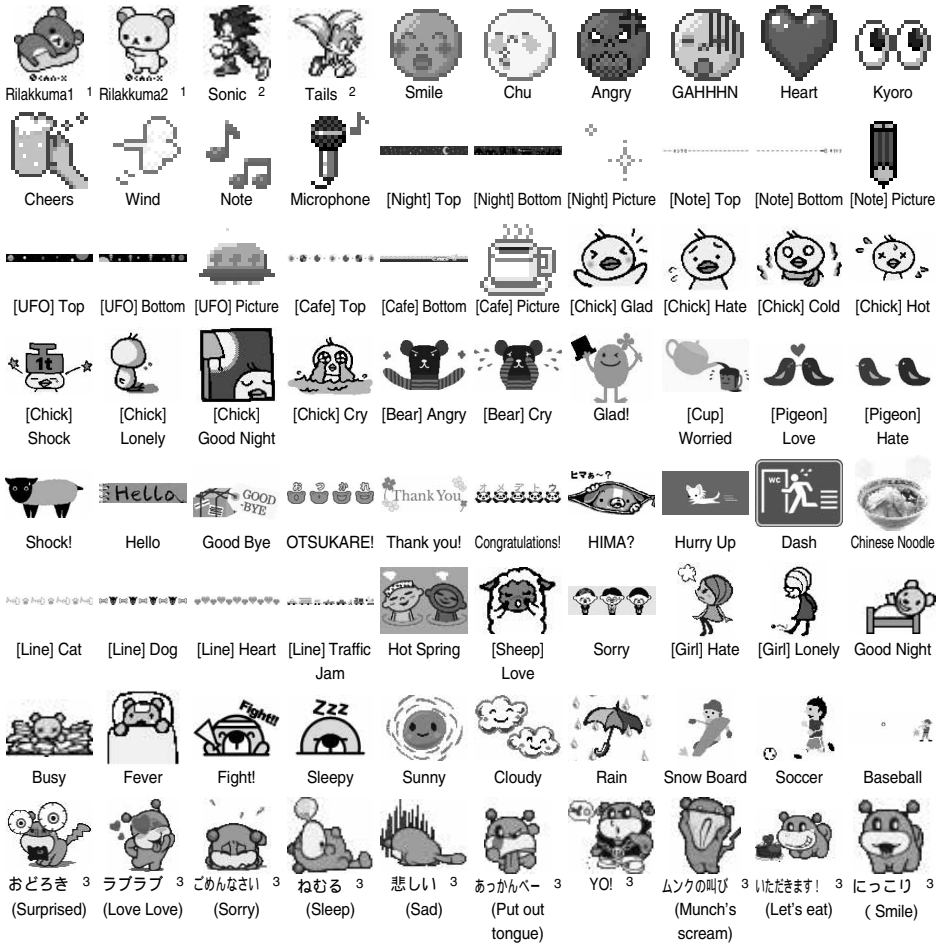 Rilakkuma1 1 Rilakkuma2 1 Sonic 2 Tails 2 Smile Chu Angry GAHHHN Heart Kyoro
Cheers Wind Note Microphone [Night] Top [Night] Bottom [Night] Picture [Note] Top [Note] Bottom [Note] Picture
[UFO] Top [UFO] Bottom [UFO] Picture [Cafe] Top [Cafe] Bottom [Cafe] Picture [Chick] Glad [Chick] Hate [Chick] Cold [Chick] Hot
1t
[Chick] [Chick] [Chick] [Chick] Cry [Bear] Angry [Bear] Cry Glad! [Cup] [Pigeon] [Pigeon]
Shock Lonely Good Night Worried Love Hate
ヒマぁ~?
WC
Hello GOOD おつかれ Thank You オメデトウ
-BYE
Shock! Hello Good Bye OTSUKARE! Thank you! Congratulations! HIMA? Hurry Up Dash Chinese Noodle
[Line] Cat [Line] Dog [Line] Heart [Line] Traffic Hot Spring [Sheep] Sorry [Girl] Hate [Girl] Lonely Good Night
Jam Love
Fight!! Zzz
Busy Fever Fight! Sleepy Sunny Cloudy Rain Snow Board Soccer Baseball
おどろき 3 ラブラブ 3 ごめんなさい 3 ねむる 3 悲しい 3 あっかんべー 3 YO! 3 ムンクの叫び 3 いただきます! 3 にっこり 3
(Surprised) (Love Love) (Sorry) (Sleep) (Sad) (Put out (Munch's (Let's eat) ( Smile)
tongue) scream)